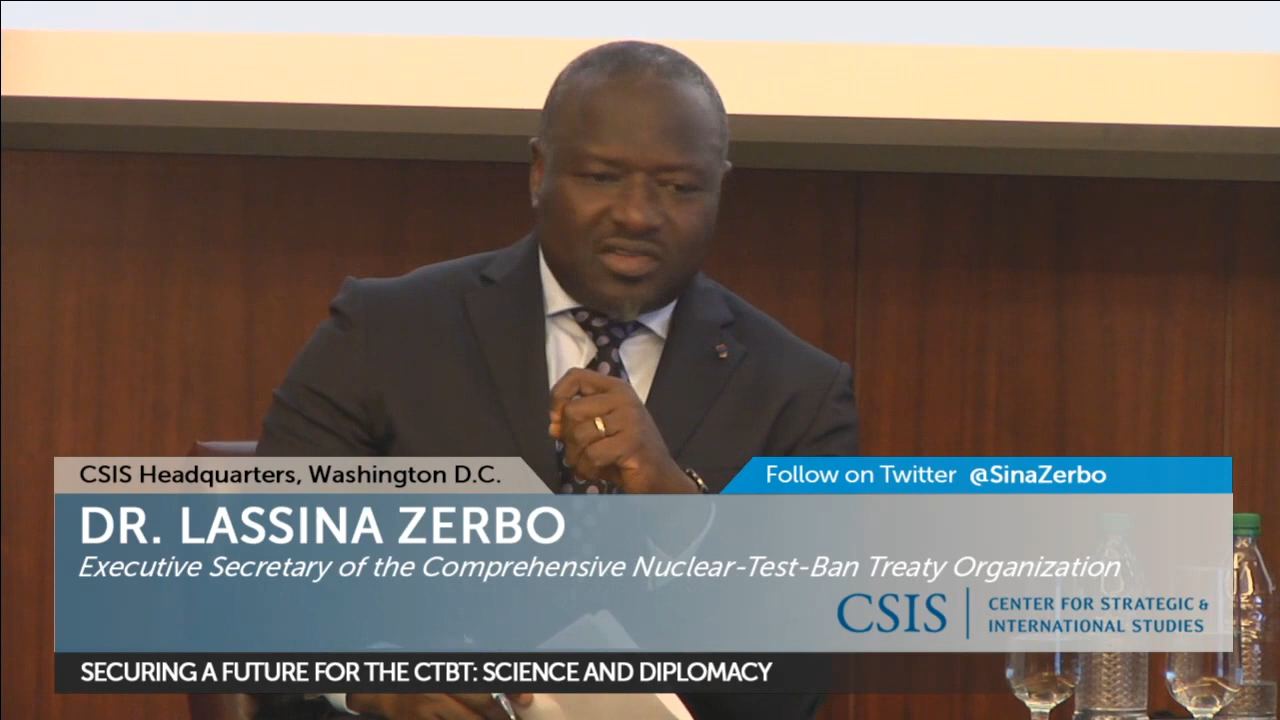 CSIS Headquarters, Washington D.C.
Follow on Twitter @SinaZerbo
DR. LASSINA ZERBO
Executive Secretary of the Comprehensive Nuclear-Test-Ban Treaty Organization
CSIS
CENTER FOR STRATEGIC &
INTERNATIONAL STUDIES
SECURING A FUTURE FOR THE CTBT: SCIENCE AND DIPLOMACY